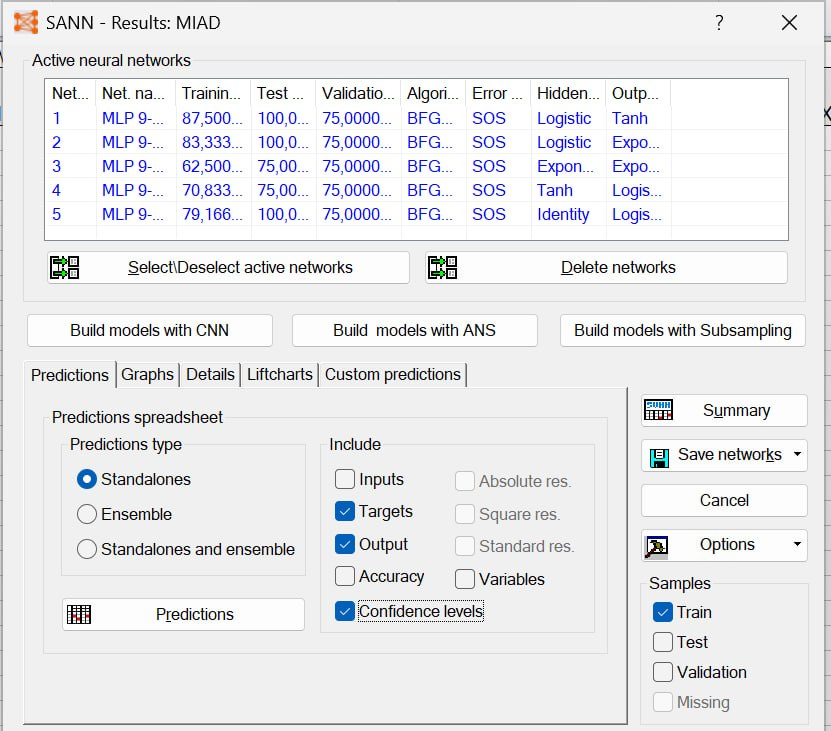 SANN - Results: MIAD ?
Active neural networks
Net... Net. na... Trainin... Test ... Validatio... Algori... Error ... Hidden... Outp...
1 MLP 9-... 87,500... 100,0... 75,0000... BFG... SOS Logistic Tanh
2 MLP 9-... 83,333... 100,0... 75,0000... BFG... SOS Logistic Expo...
3 MLP 9-... 62,500... 75,00... 75,0000... BFG... SOS Expon... Expo...
4 MLP 9-... 70,833... 75,00... 75,0000... BFG... SOS Tanh Logis...
5 MLP 9-... 79,166... 100,0... 75,0000... BFG... SOS Identity Logis...
Select\Deselect active networks Delete networks
Build models with CNN Build models with ANS Build models with Subsampling
Predictions Graphs Details Liftcharts Custom predictions
Predictions spreadsheet
Predictions type
Standalones
Ensemble
Standalones and ensemble
Predictions
Include
Inputs Absolute res.
Targets Square res.
Output Standard res.
Accuracy Variables
Confidence levels
Summary
Save networks
Cancel
Options
Samples
Train
Test
Validation
Missing